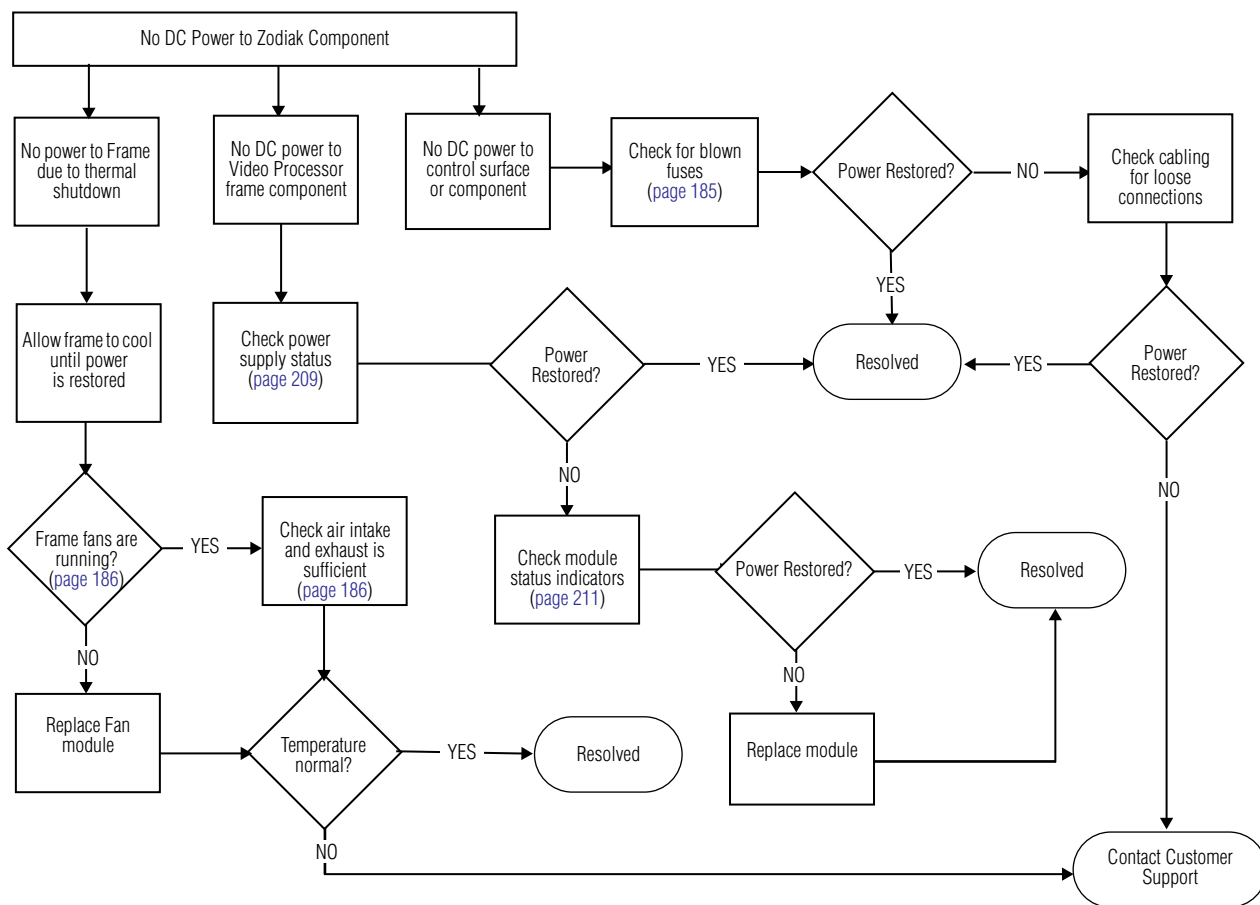 No DC Power to Zodiak Component
No power to Frame
due to thermal
shutdown
No DC power to
Video Processor
frame component
No DC power to
control surface
or component
Check for blown
fuses
(page 185)
Power Restored?
NO
Check cabling
for loose
connections
YES
Allow frame to cool
until power
is restored
Check power
supply status
(page 209)
Power
Restored?
YES
Resolved
YES
Power
Restored?
NO
NO
Frame fans are
running?
(page 186)
YES
Check air intake
and exhaust is
sufficient
(page 186)
Check module
status indicators
(page 211)
Power Restored?
YES
Resolved
NO
NO
Replace Fan
module
Temperature
normal?
YES
Resolved
Replace module
NO
Contact Customer
Support